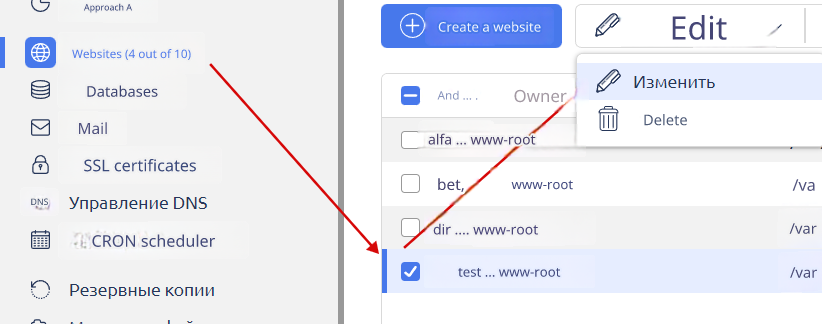 Approach A
Websites (4 out of 10)
Databases
Mail
SSL certificates
DNS Управление DNS
CRON scheduler
Резервные копии
Create a website
Edit
Изменить
Delete
And ... . Owner
alfa ... www-root
bet, www-root /va
dir .... www-root /var
test ... www-root /var